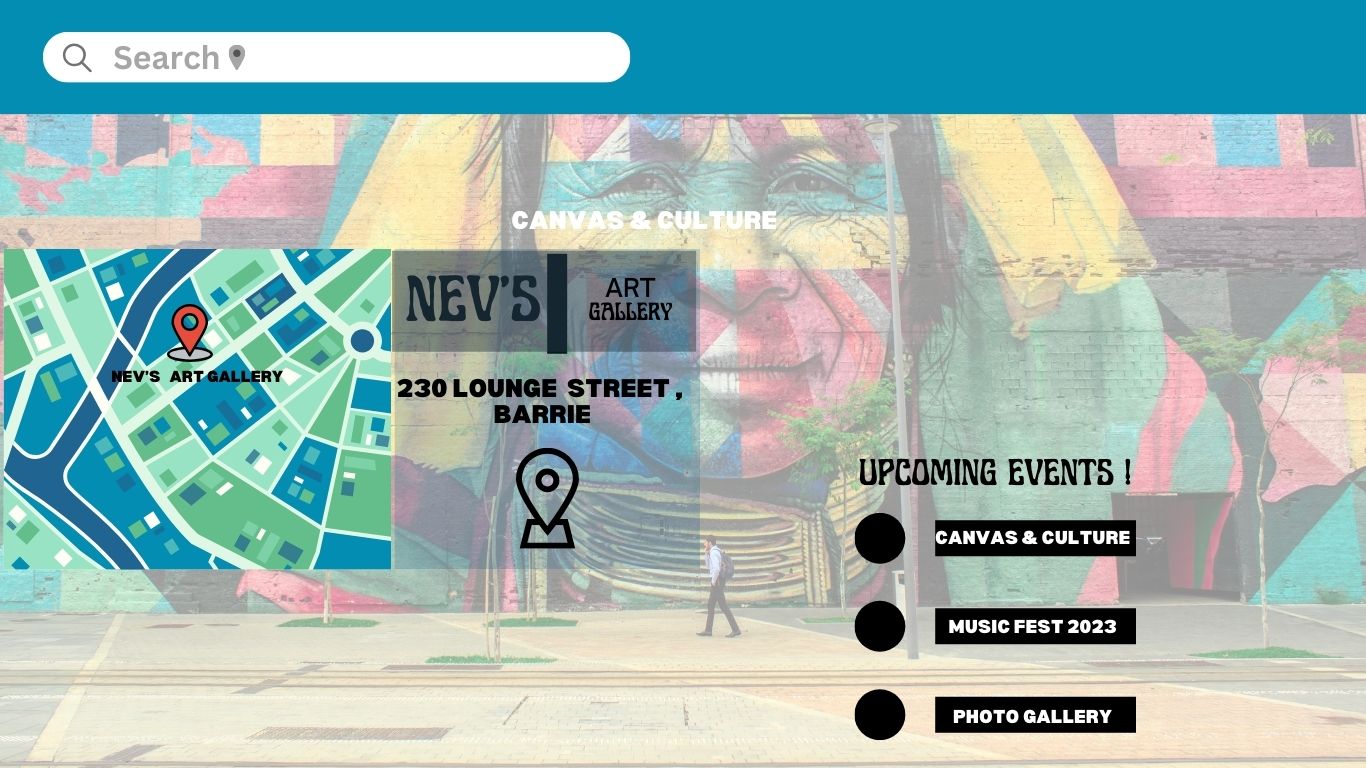 Search
CANVAS & CULTURE
NEV'S
ART
GALLERY
NEV'S ART GALLERY
230 LOUNGE STREET,
BARRIE
UPCOMING EVENTS !
CANVAS & CULTURE
MUSIC FEST 2023
PHOTO GALLERY